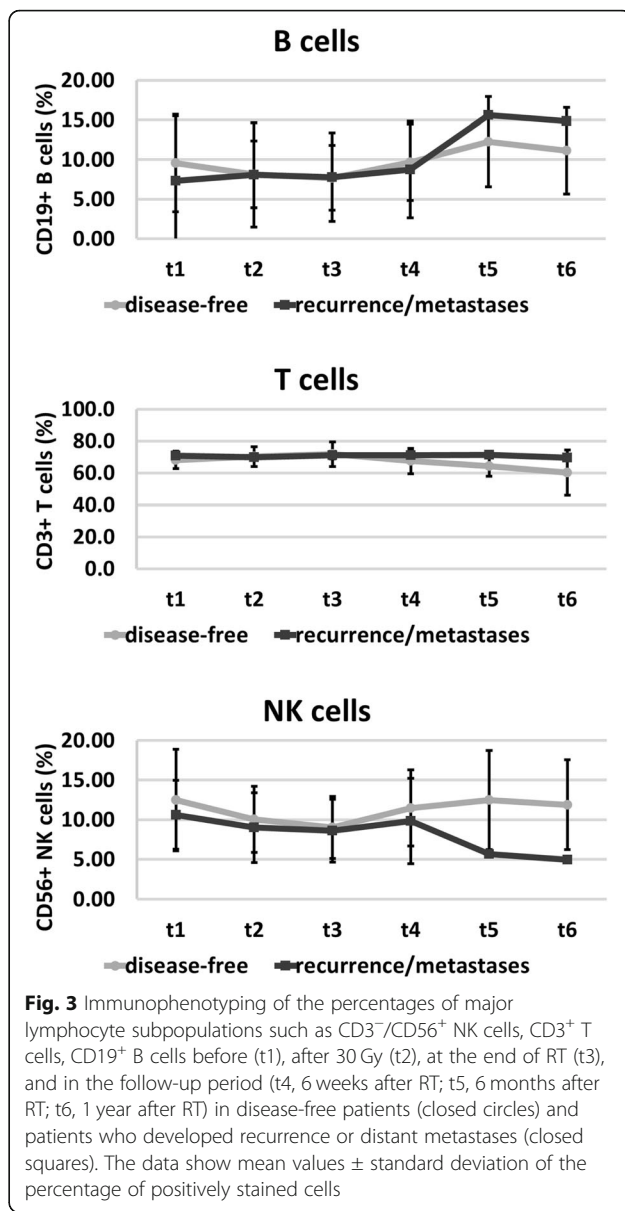 B cells
CD19+ B cells (%)
20.00
15.00
10.00
5.00
0.00
t1 t2 t3 t4 t5 t6
disease-free recurrence/metastases
T cells
CD3+ T cells (%)
100.0
80.0
60.0
40.0
20.0
0.0
t1 t2 t3 t4 t5 t6
disease-free recurrence/metastases
NK cells
CD56+ NK cells (%)
20.00
15.00
10.00
5.00
0.00
t1 t2 t3 t4 t5 t6
disease-free recurrence/metastases
Fig. 3 Immunophenotyping of the percentages of major
lymphocyte subpopulations such as CD3⁻/CD56⁺ NK cells, CD3⁺ T
cells, CD19⁺ B cells before (t1), after 30 Gy (t2), at the end of RT (t3),
and in the follow-up period (t4, 6 weeks after RT; t5, 6 months after
RT; t6, 1 year after RT) in disease-free patients (closed circles) and
patients who developed recurrence or distant metastases (closed
squares). The data show mean values ± standard deviation of the
percentage of positively stained cells